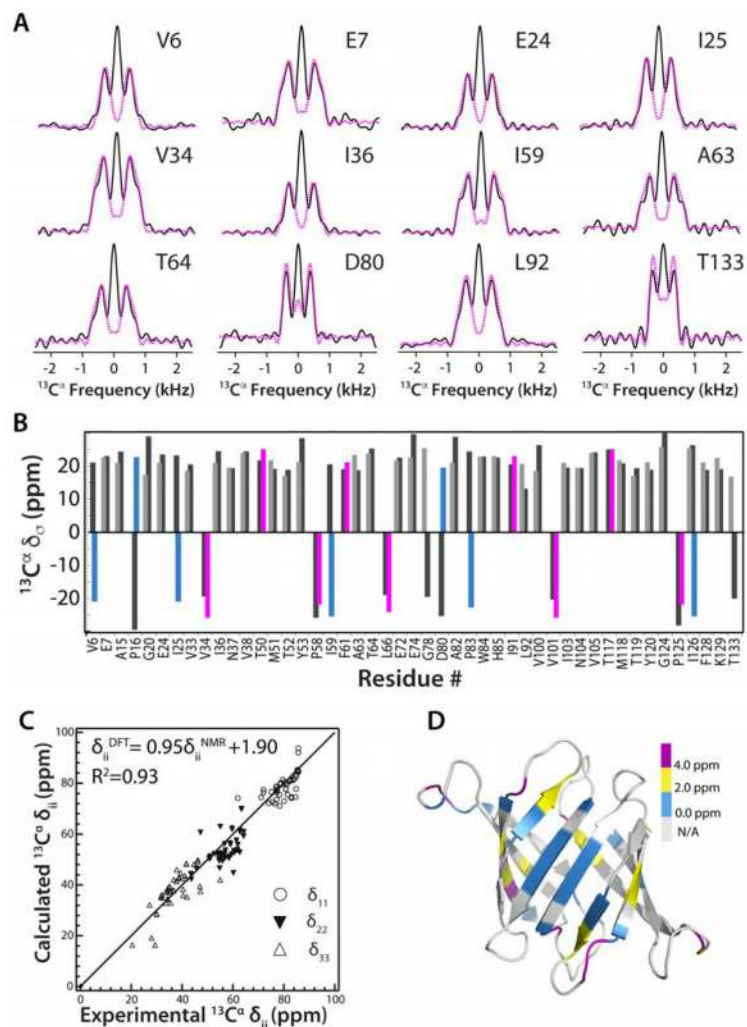 A
V6
E7
E24
I25
V34
I36
I59
A63
T64
D80
L92
T133
-2 -1 0 1 2
-2 -1 0 1 2
-2 -1 0 1 2
-2 -1 0 1 2
¹³Cᵅ Frequency (kHz)
¹³Cᵅ Frequency (kHz)
¹³Cᵅ Frequency (kHz)
¹³Cᵅ Frequency (kHz)
B
¹³Cᵅ δσ (ppm)
20
10
0
-10
-20
V6 E7 A15 P16 G20 E24 I25 V33 V34 I36 N37 V38 T50 M51 T52 Y53 P58 I59 F61 A63 T64 L66 E72 E74 G78 D80 A82 P83 W84 H85 I91 L92 V100 V101 I103 N104 V105 T117 M118 T119 Y120 G124 P125 I126 F128 K129 T133
Residue #
C
δᵢᵢᴰᶠᵀ = 0.95δᵢᵢᴺᴹᴿ +1.90
R²=0.93
Calculated ¹³Cᵅ δᵢᵢ (ppm)
100
80
60
40
20
0
δ₁₁
δ₂₂
δ₃₃
0 20 40 60 80 100
Experimental ¹³Cᵅ δᵢᵢ (ppm)
D
4.0 ppm
2.0 ppm
0.0 ppm
N/A